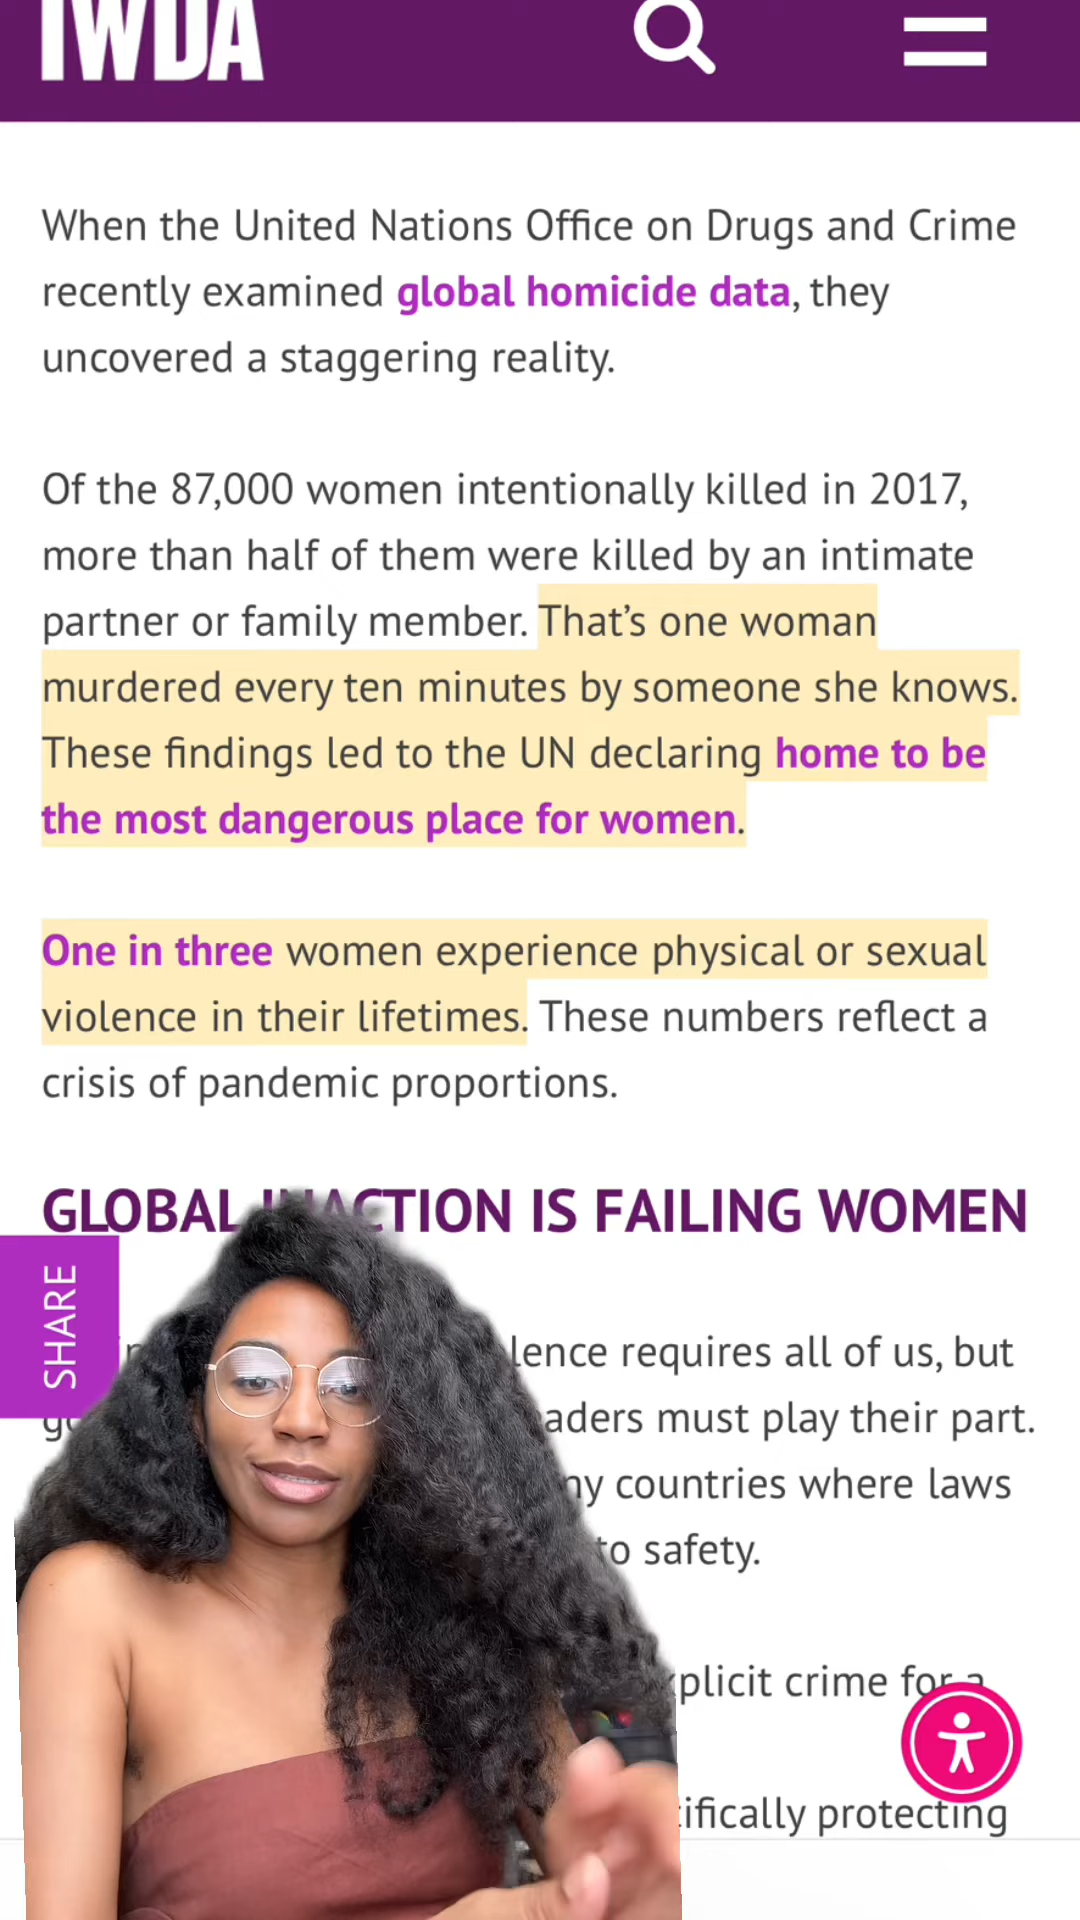 IWDA
When the United Nations Office on Drugs and Crime
recently examined global homicide data, they
uncovered a staggering reality.
Of the 87,000 women intentionally killed in 2017,
more than half of them were killed by an intimate
partner or family member. That’s one woman
murdered every ten minutes by someone she knows.
These findings led to the UN declaring home to be
the most dangerous place for women.
One in three women experience physical or sexual
violence in their lifetimes. These numbers reflect a
crisis of pandemic proportions.
GLOBAL INACTION IS FAILING WOMEN
SHARE
requires all of us, but
must play their part.
countries where laws
to safety.
crime for a
protecting